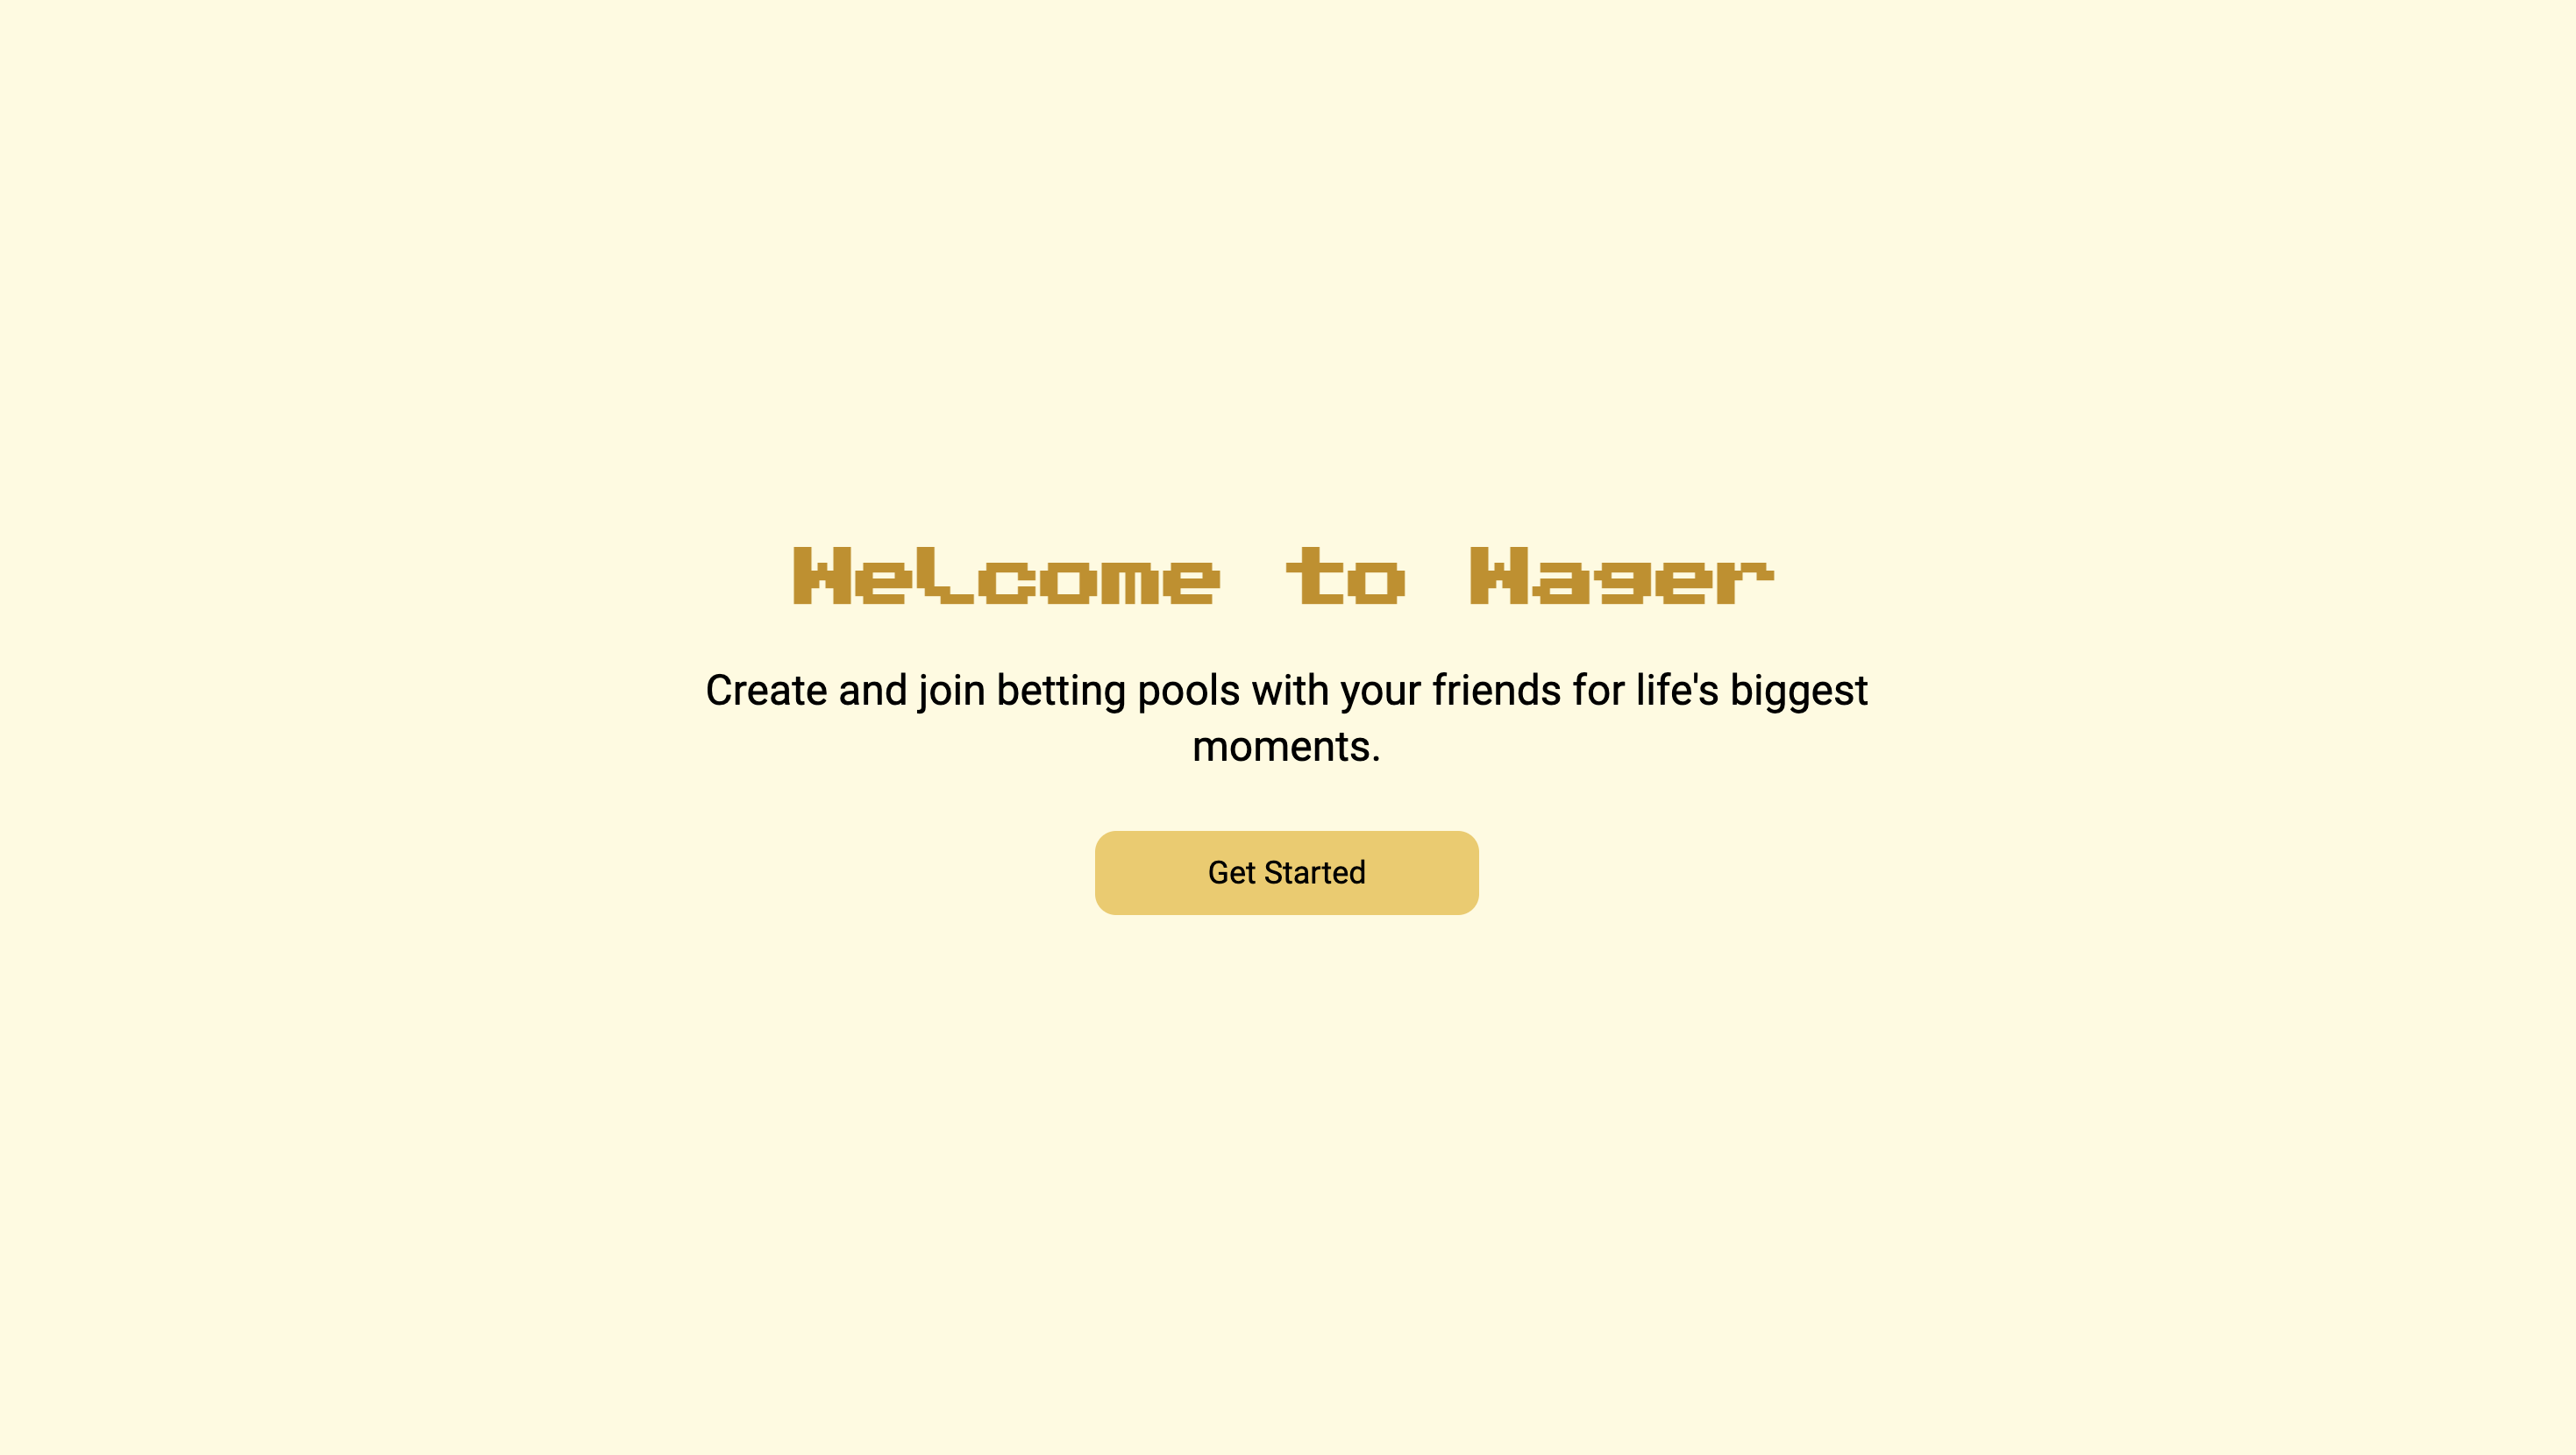 Welcome to Wager
Create and join betting pools with your friends for life's biggest
moments.
Get Started